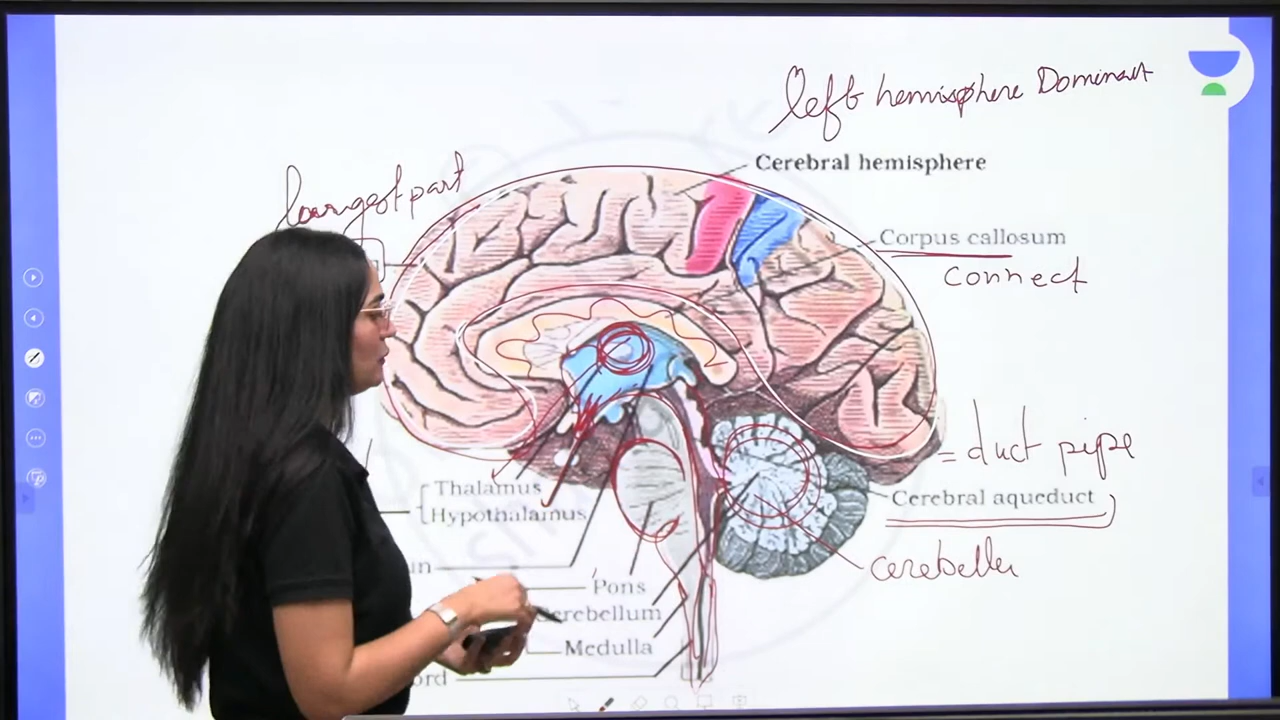 left hemisphere Dominant
Cerebral hemisphere
largest part
Corpus callosum
connect
= duct pipe
Thalamus
Cerebral aqueduct
Hypothalamus
cerebeller
Pons
Cerebellum
Medulla